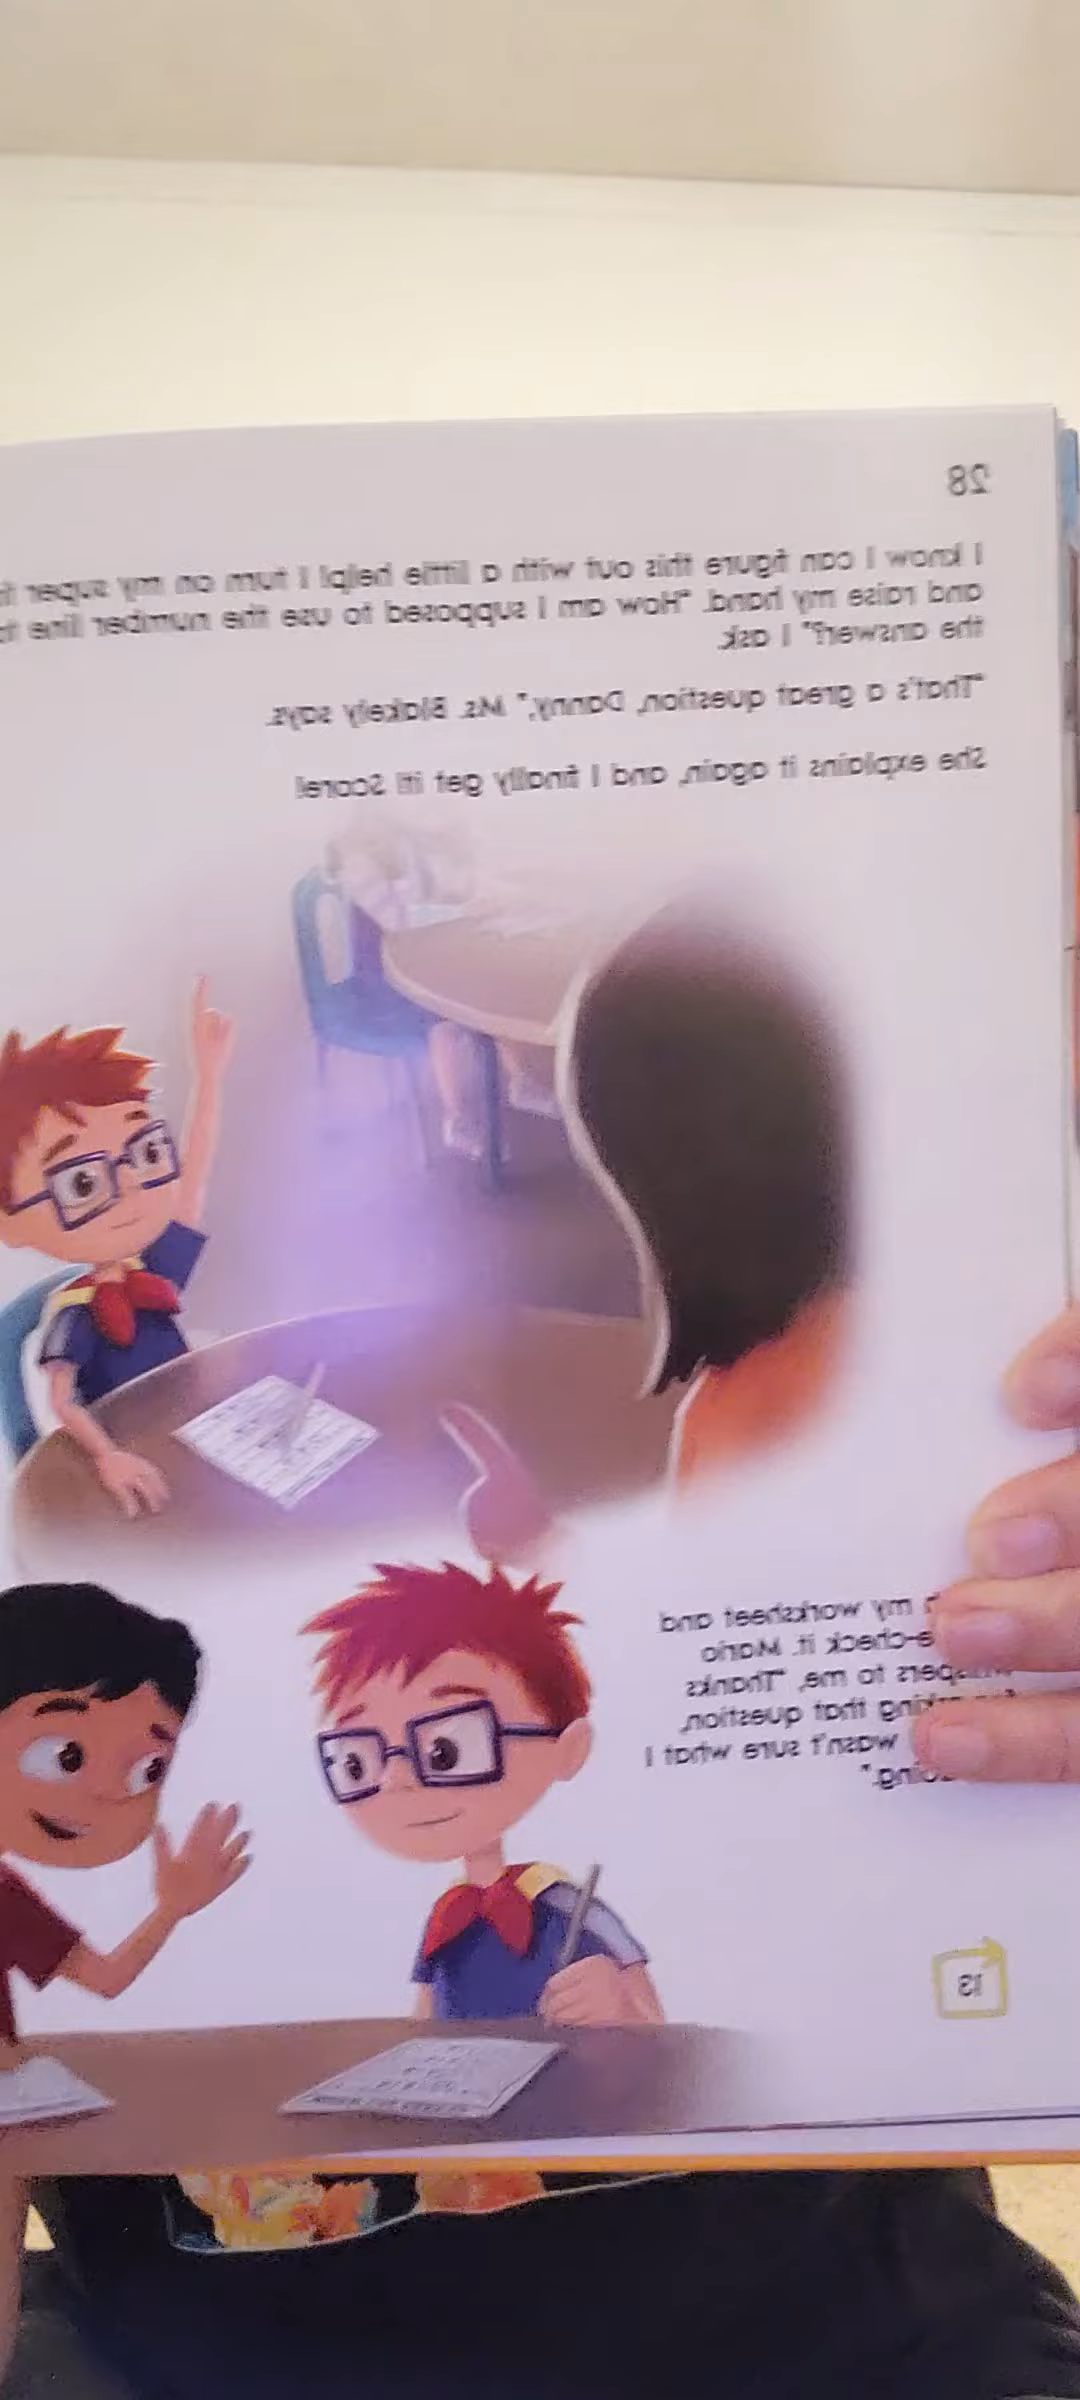 28
I know I can figure this out with a little help! I turn on my super
and raise my hand. "How am I supposed to use the number line
the answer?" I ask.
"That's a great question, Danny," Ms. Blakely says.
She explains it again, and I finally get it! Score!
my worksheet and
check it. Mario
to me, "Thanks
that question,
wasn't sure what I
13